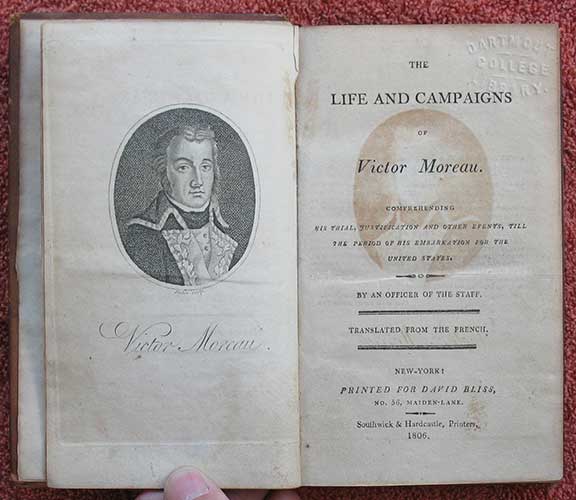 Victor Moreau.
DARTMOUTH
COLLEGE
LIBRARY.
THE
LIFE AND CAMPAIGNS
OF
Victor Moreau.
COMPREHENDING
HIS TRIAL, JUSTIFICATION AND OTHER EVENTS, TILL
THE PERIOD OF HIS EMBARKATION FOR THE
UNITED STATES.
BY AN OFFICER OF THE STAFF.
TRANSLATED FROM THE FRENCH.
NEW-YORK:
PRINTED FOR DAVID BLISS,
NO. 56, MAIDEN-LANE.
Southwick & Hardcastle, Printers,
1806.